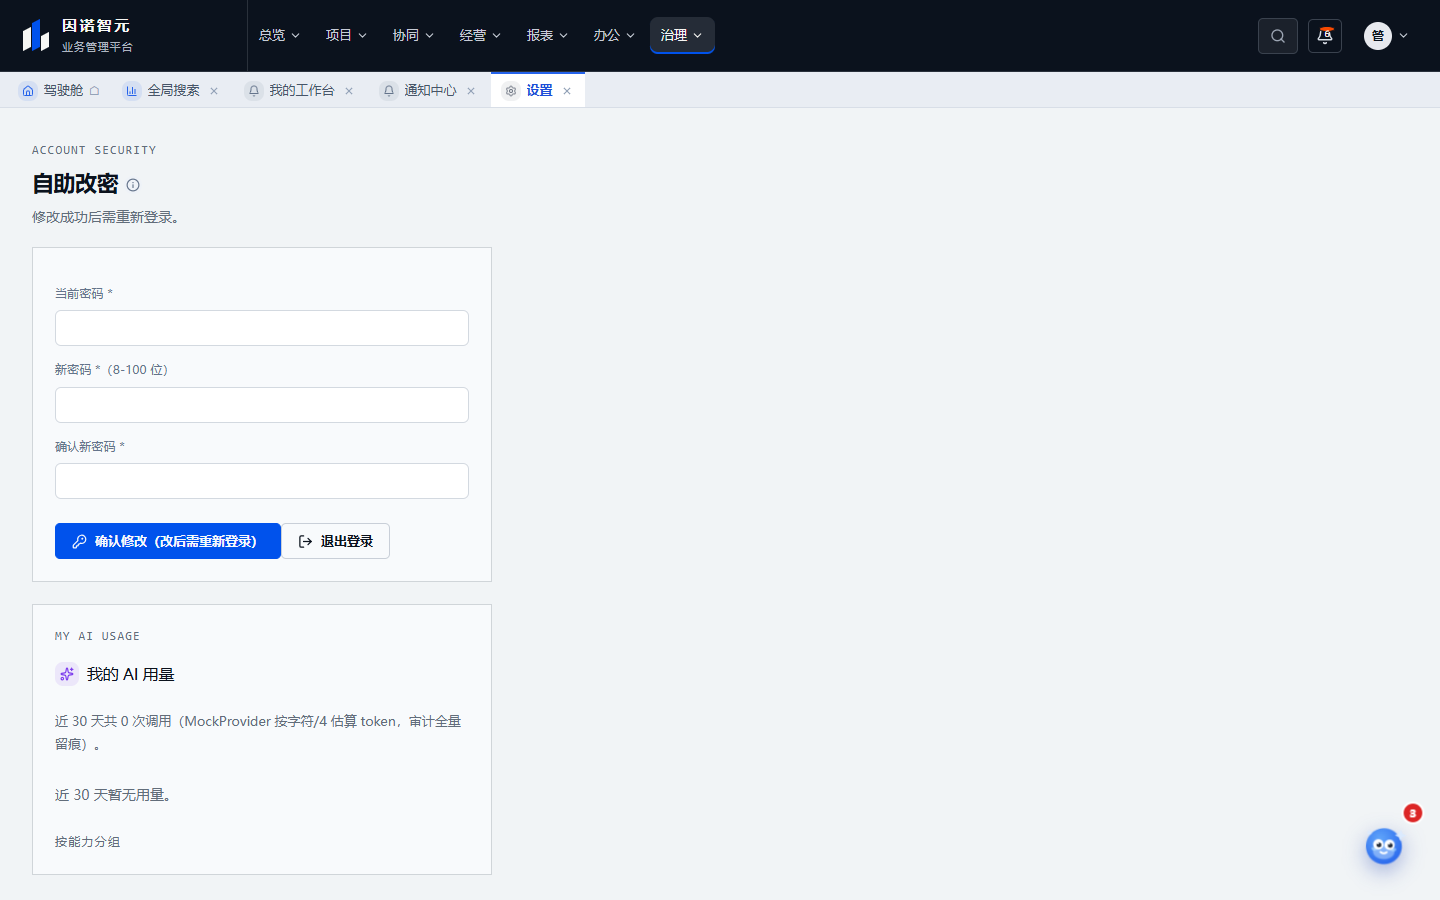 因诺智元
业务管理平台
总览 项目 协同 经营 报表 办公 治理
管
驾驶舱 全局搜索 我的工作台 通知中心 设置
ACCOUNT SECURITY
自助改密
修改成功后需重新登录。
当前密码 *
新密码 *（8-100 位）
确认新密码 *
确认修改（改后需重新登录） 退出登录
MY AI USAGE
我的 AI 用量
近 30 天共 0 次调用（MockProvider 按字符/4 估算 token，审计全量
留痕）。
近 30 天暂无用量。
按能力分组
3